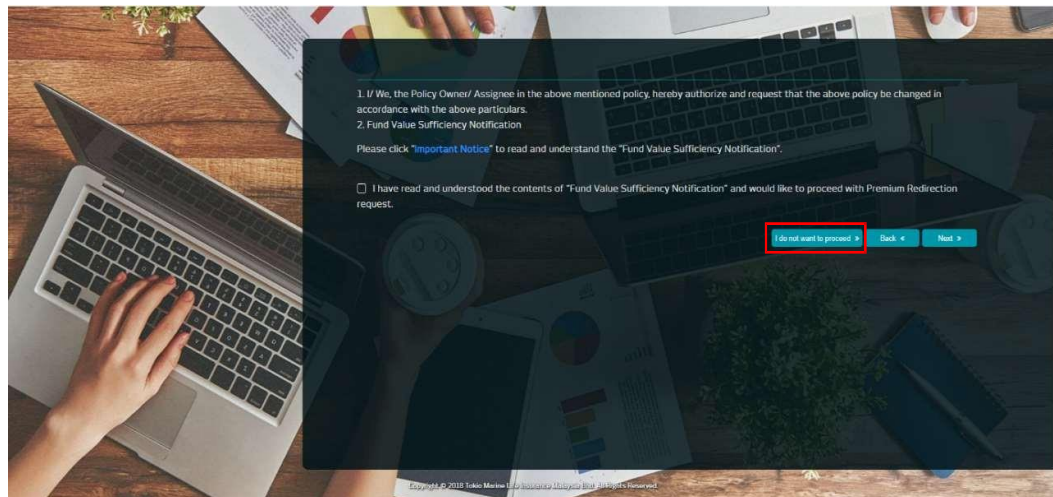 1. I/ We, the Policy Owner/ Assignee in the above mentioned policy, hereby authorize and request that the above policy be changed in
accordance with the above particulars.
2. Fund Value Sufficiency Notification
Please click "Important Notice" to read and understand the "Fund Value Sufficiency Notification".
I have read and understood the contents of "Fund Value Sufficiency Notification" and would like to proceed with Premium Redirection
request.
I do not want to proceed » Back « Next »
Copyright © 2018 Tokio Marine Life Insurance Malaysia Bhd. All Rights Reserved.